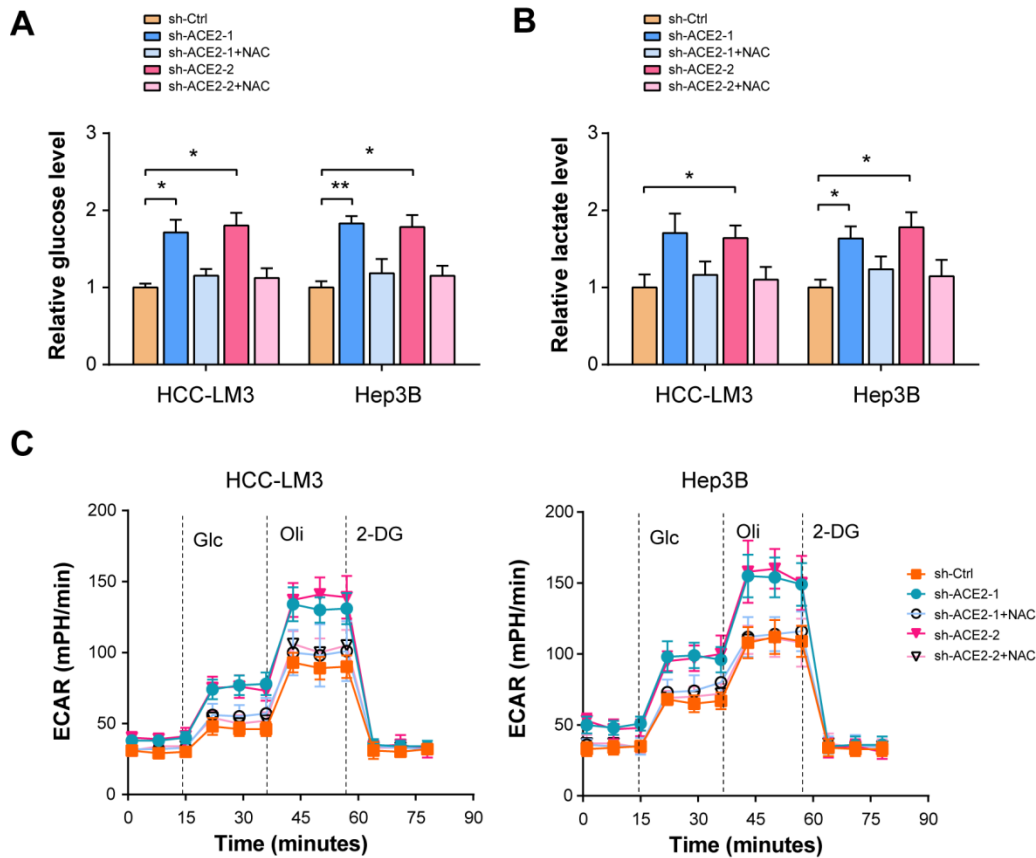 A
sh-Ctrl
sh-ACE2-1
sh-ACE2-1+NAC
sh-ACE2-2
sh-ACE2-2+NAC
Relative glucose level
3
2
1
0
*
*
*
**
HCC-LM3
Hep3B
B
sh-Ctrl
sh-ACE2-1
sh-ACE2-1+NAC
sh-ACE2-2
sh-ACE2-2+NAC
Relative lactate level
3
2
1
0
*
*
*
HCC-LM3
Hep3B
C
HCC-LM3
ECAR (mPH/min)
200
150
100
50
0
Glc
Oli
2-DG
0
15
30
45
60
75
90
Time (minutes)
Hep3B
ECAR (mPH/min)
200
150
100
50
0
Glc
Oli
2-DG
0
15
30
45
60
75
90
Time (minutes)
sh-Ctrl
sh-ACE2-1
sh-ACE2-1+NAC
sh-ACE2-2
sh-ACE2-2+NAC